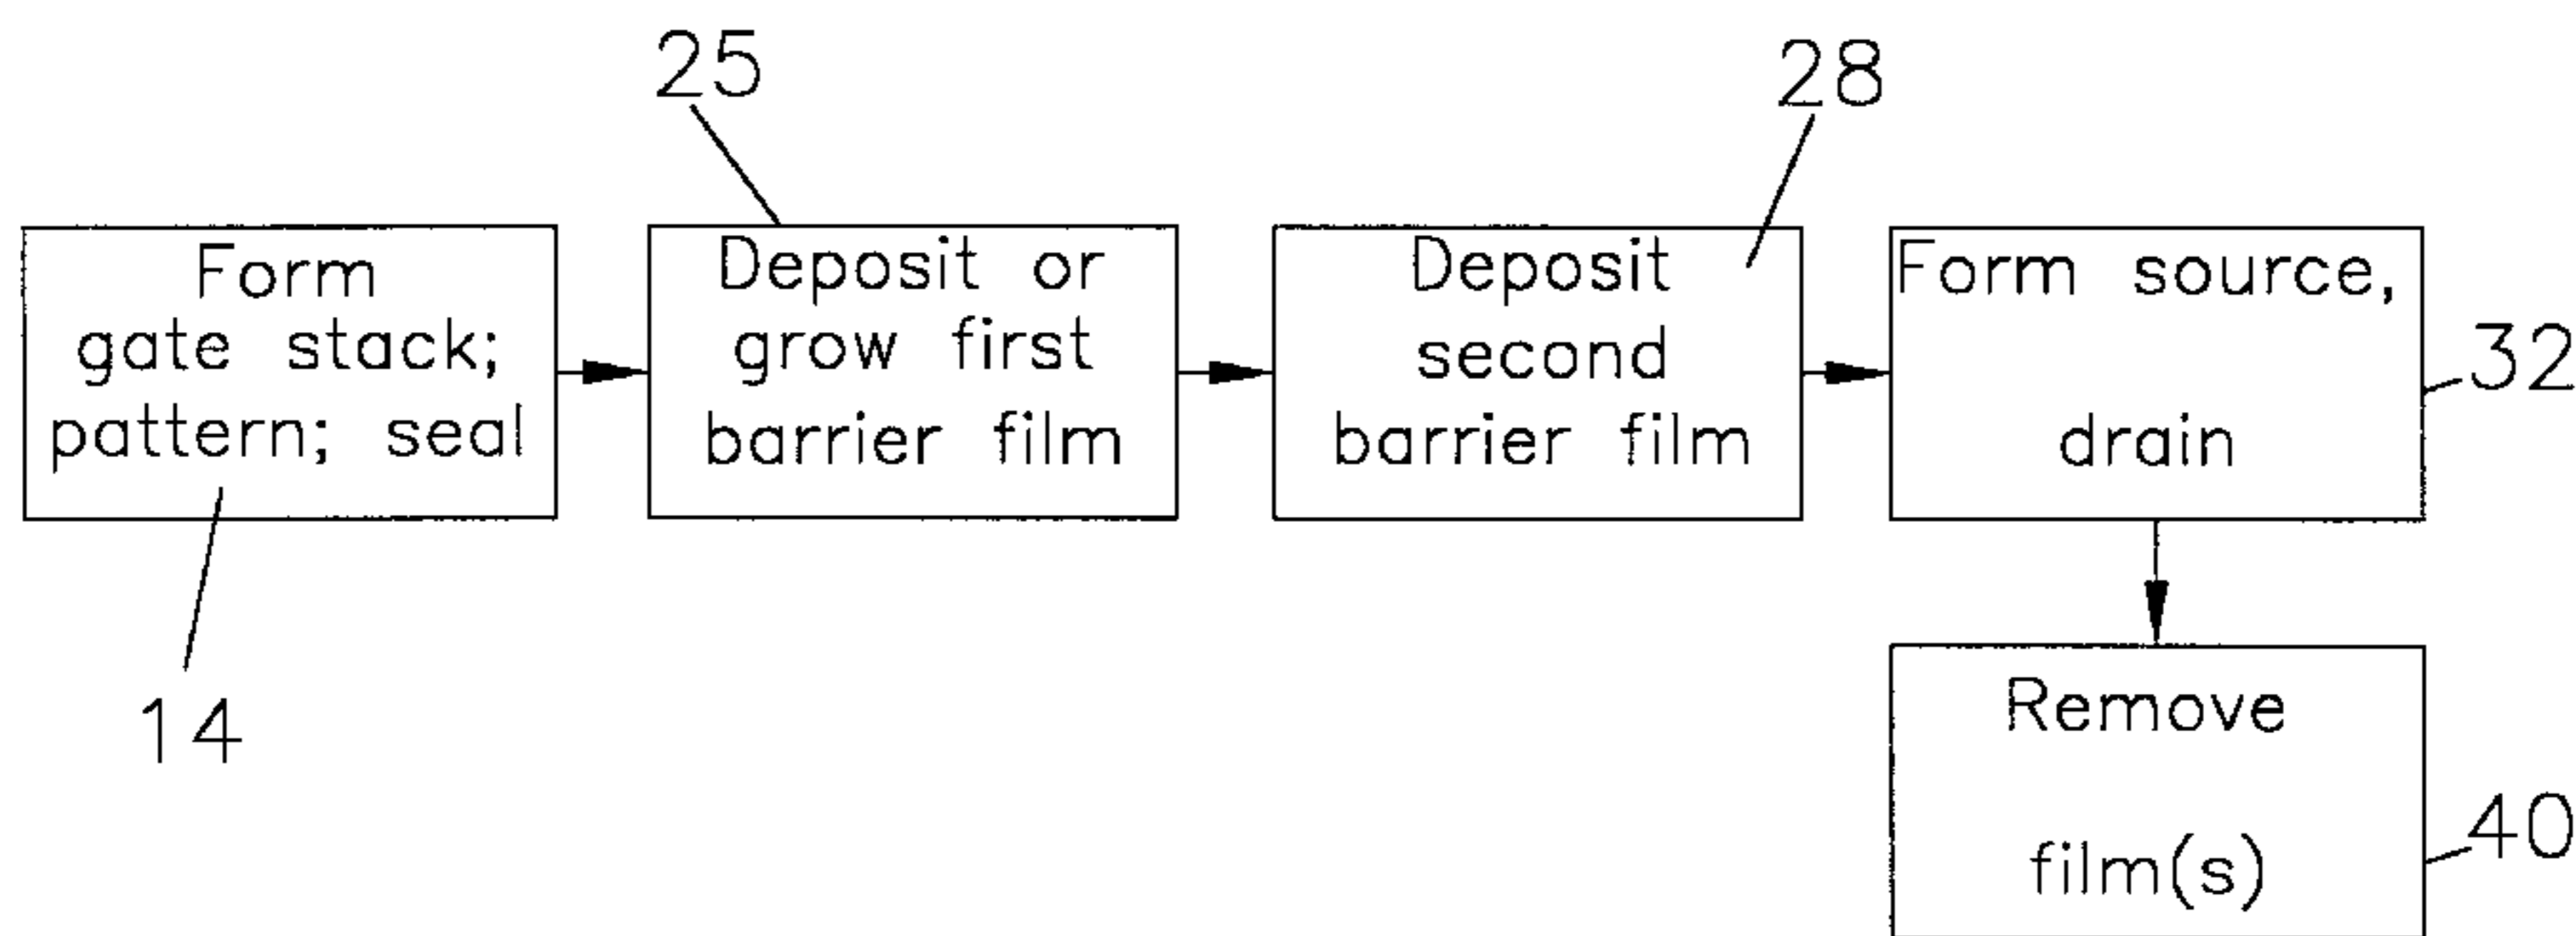 25
28
Form
gate stack;
pattern; seal
Deposit or
grow first
barrier film
Deposit
second
barrier film
Form source,
drain
32
14
Remove
film(s)
40